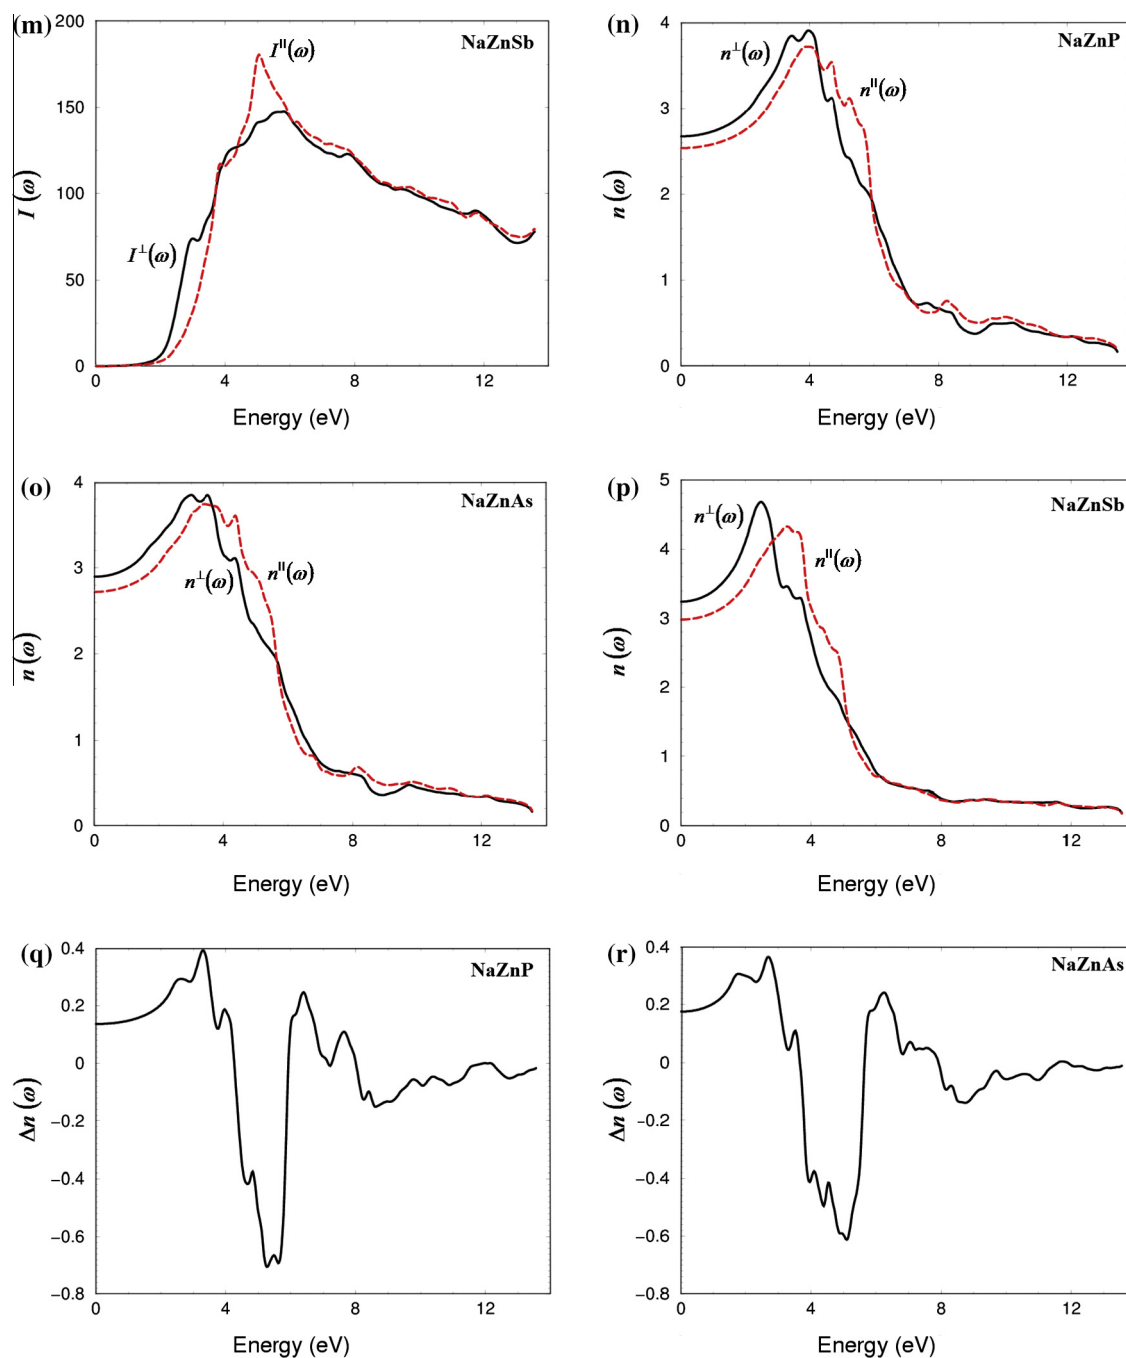 (m)
NaZnSb
I^∥(ω)
I^⊥(ω)
I (ω)
200
150
100
50
0
0 4 8 12
Energy (eV)
(n)
NaZnP
n^⊥(ω)
n^∥(ω)
n (ω)
4
3
2
1
0
0 4 8 12
Energy (eV)
(o)
NaZnAs
n^⊥(ω)
n^∥(ω)
n (ω)
4
3
2
1
0
0 4 8 12
Energy (eV)
(p)
NaZnSb
n^⊥(ω)
n^∥(ω)
n (ω)
5
4
3
2
1
0
0 4 8 12
Energy (eV)
(q)
NaZnP
Δn (ω)
0.4
0.2
0
−0.2
−0.4
−0.6
−0.8
0 4 8 12
Energy (eV)
(r)
NaZnAs
Δn (ω)
0.4
0.2
0
−0.2
−0.4
−0.6
−0.8
0 4 8 12
Energy (eV)